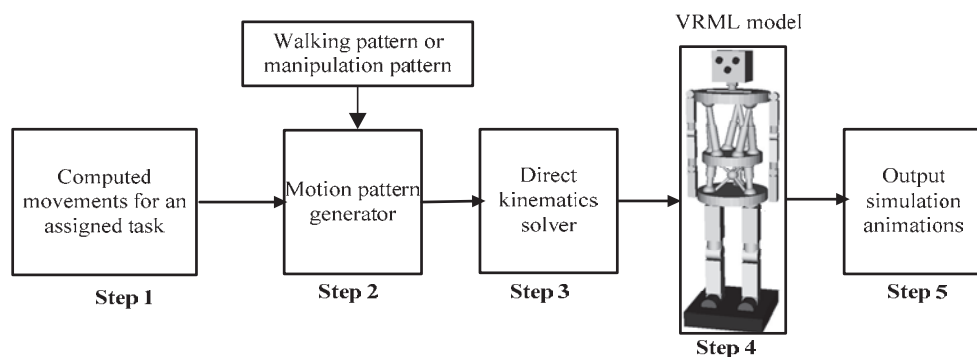 VRML model
Walking pattern or
manipulation pattern
Computed
movements for an
assigned task
Motion pattern
generator
Direct
kinematics
solver
Output
simulation
animations
Step 1
Step 2
Step 3
Step 4
Step 5